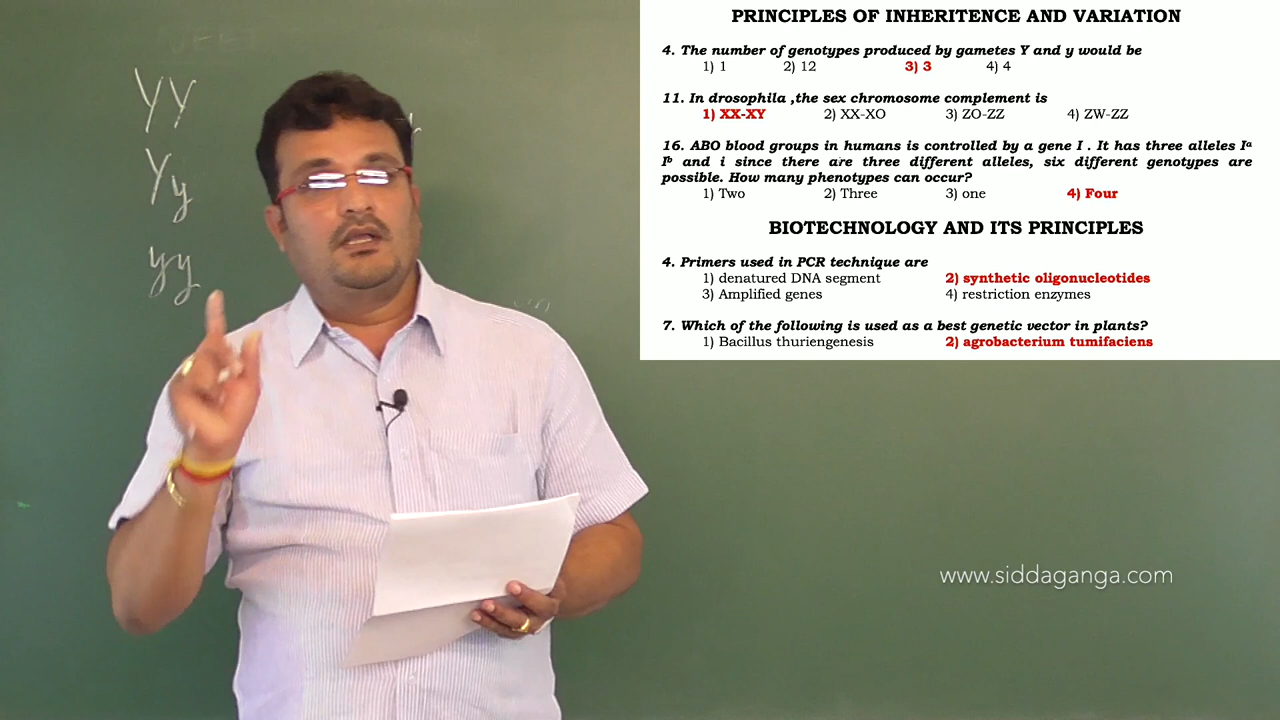 YY
Yy
yy
PRINCIPLES OF INHERITENCE AND VARIATION
4. The number of genotypes produced by gametes Y and y would be
1) 1 2) 12 3) 3 4) 4
11. In drosophila ,the sex chromosome complement is
1) XX-XY 2) XX-XO 3) ZO-ZZ 4) ZW-ZZ
16. ABO blood groups in humans is controlled by a gene I . It has three alleles Iᵃ
Iᵇ and i since there are three different alleles, six different genotypes are
possible. How many phenotypes can occur?
1) Two 2) Three 3) one 4) Four
BIOTECHNOLOGY AND ITS PRINCIPLES
4. Primers used in PCR technique are
1) denatured DNA segment 2) synthetic oligonucleotides
3) Amplified genes 4) restriction enzymes
7. Which of the following is used as a best genetic vector in plants?
1) Bacillus thuriengenesis 2) agrobacterium tumifaciens
www.siddaganga.com